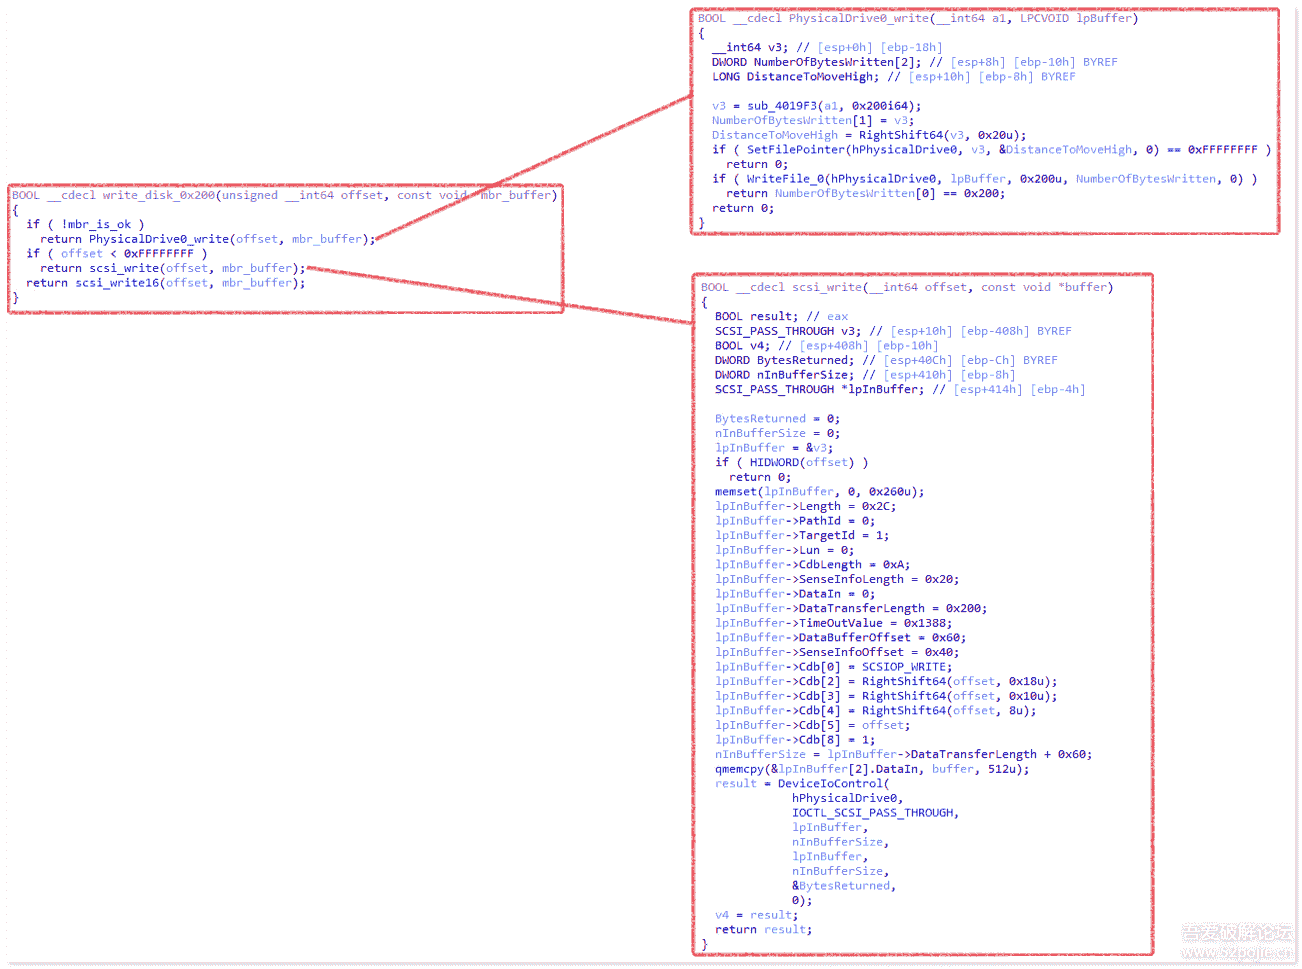 BOOL __cdecl write_disk_0x200(unsigned __int64 offset, const void *mbr_buffer)
{
  if ( !mbr_is_ok )
    return PhysicalDrive0_write(offset, mbr_buffer);
  if ( offset < 0xFFFFFFFF )
    return scsi_write(offset, mbr_buffer);
  return scsi_write16(offset, mbr_buffer);
}
BOOL __cdecl PhysicalDrive0_write(__int64 a1, LPCVOID lpBuffer)
{
  __int64 v3; // [esp+0h] [ebp-18h]
  DWORD NumberOfBytesWritten[2]; // [esp+8h] [ebp-10h] BYREF
  LONG DistanceToMoveHigh; // [esp+10h] [ebp-8h] BYREF
  v3 = sub_4019F3(a1, 0x200i64);
  NumberOfBytesWritten[1] = v3;
  DistanceToMoveHigh = RightShift64(v3, 0x20u);
  if ( SetFilePointer(hPhysicalDrive0, v3, &DistanceToMoveHigh, 0) == 0xFFFFFFFF )
    return 0;
  if ( WriteFile_0(hPhysicalDrive0, lpBuffer, 0x200u, NumberOfBytesWritten, 0) )
    return NumberOfBytesWritten[0] == 0x200;
  return 0;
}
BOOL __cdecl scsi_write(__int64 offset, const void *buffer)
{
  BOOL result; // eax
  SCSI_PASS_THROUGH v3; // [esp+10h] [ebp-408h] BYREF
  BOOL v4; // [esp+408h] [ebp-10h]
  DWORD BytesReturned; // [esp+40Ch] [ebp-Ch] BYREF
  DWORD nInBufferSize; // [esp+410h] [ebp-8h]
  SCSI_PASS_THROUGH *lpInBuffer; // [esp+414h] [ebp-4h]
  BytesReturned = 0;
  nInBufferSize = 0;
  lpInBuffer = &v3;
  if ( HIDWORD(offset) )
    return 0;
  memset(lpInBuffer, 0, 0x260u);
  lpInBuffer->Length = 0x2C;
  lpInBuffer->PathId = 0;
  lpInBuffer->TargetId = 1;
  lpInBuffer->Lun = 0;
  lpInBuffer->CdbLength = 0xA;
  lpInBuffer->SenseInfoLength = 0x20;
  lpInBuffer->DataIn = 0;
  lpInBuffer->DataTransferLength = 0x200;
  lpInBuffer->TimeOutValue = 0x1388;
  lpInBuffer->DataBufferOffset = 0x60;
  lpInBuffer->SenseInfoOffset = 0x40;
  lpInBuffer->Cdb[0] = SCSIOP_WRITE;
  lpInBuffer->Cdb[2] = RightShift64(offset, 0x18u);
  lpInBuffer->Cdb[3] = RightShift64(offset, 0x10u);
  lpInBuffer->Cdb[4] = RightShift64(offset, 8u);
  lpInBuffer->Cdb[5] = offset;
  lpInBuffer->Cdb[8] = 1;
  nInBufferSize = lpInBuffer->DataTransferLength + 0x60;
  qmemcpy(&lpInBuffer[2].DataIn, buffer, 512u);
  result = DeviceIoControl(
             hPhysicalDrive0,
             IOCTL_SCSI_PASS_THROUGH,
             lpInBuffer,
             nInBufferSize,
             lpInBuffer,
             nInBufferSize,
             &BytesReturned,
             0);
  v4 = result;
  return result;
}
吾爱破解论坛
www.52pojie.cn